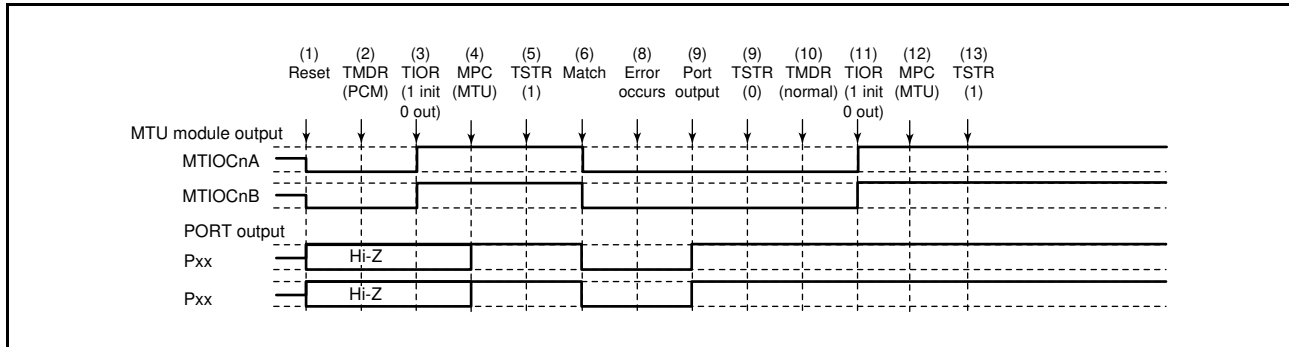 (1) (2) (3) (4) (5) (6) (8) (9) (9) (10) (11) (12) (13)
Reset TMDR TIOR MPC TSTR Match Error Port TSTR TMDR TIOR MPC TSTR
(PCM) (1 init (MTU) (1) occurs output (0) (normal) (1 init (MTU) (1)
0 out) 0 out)
MTU module output
MTIOCnA
MTIOCnB
PORT output
Pxx Hi-Z
Pxx Hi-Z